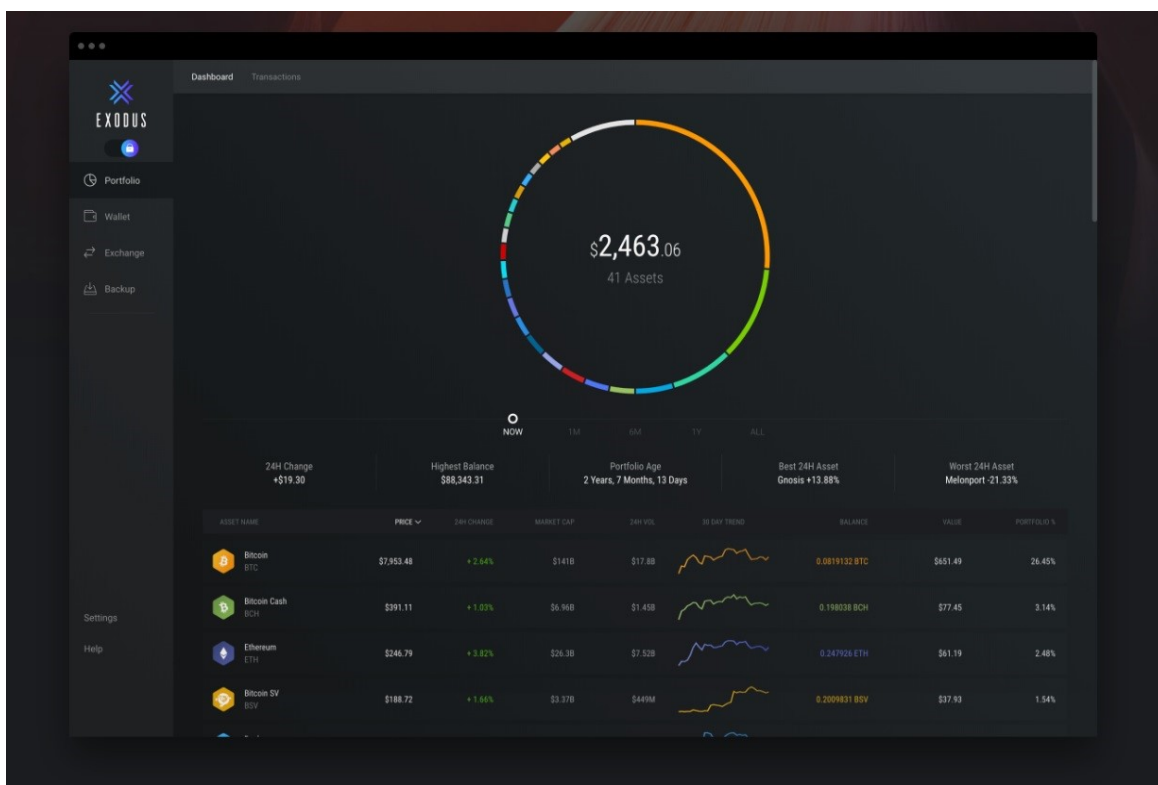 Dashboard Transactions
EXODUS
Portfolio
Wallet
Exchange
Backup
Settings
Help
$2,463.06
41 Assets
NOW 1M 6M 1Y ALL
24H Change Highest Balance Portfolio Age Best 24H Asset Worst 24H Asset
+$19.30 $88,343.31 2 Years, 7 Months, 13 Days Gnosis +13.88% Melonport -21.33%
ASSET NAME PRICE 24H CHANGE MARKET CAP 24H VOL 30 DAY TREND BALANCE VALUE PORTFOLIO %
Bitcoin
BTC
$7,953.48 +2.64% $141B $17.8B 0.0819132 BTC $651.49 26.45%
Bitcoin Cash
BCH
$391.11 +1.03% $6.96B $1.45B 0.198038 BCH $77.45 3.14%
Ethereum
ETH
$246.79 +3.82% $26.3B $7.52B 0.247926 ETH $61.19 2.48%
Bitcoin SV
BSV
$188.72 +1.66% $3.37B $449M 0.2009831 BSV $37.93 1.54%